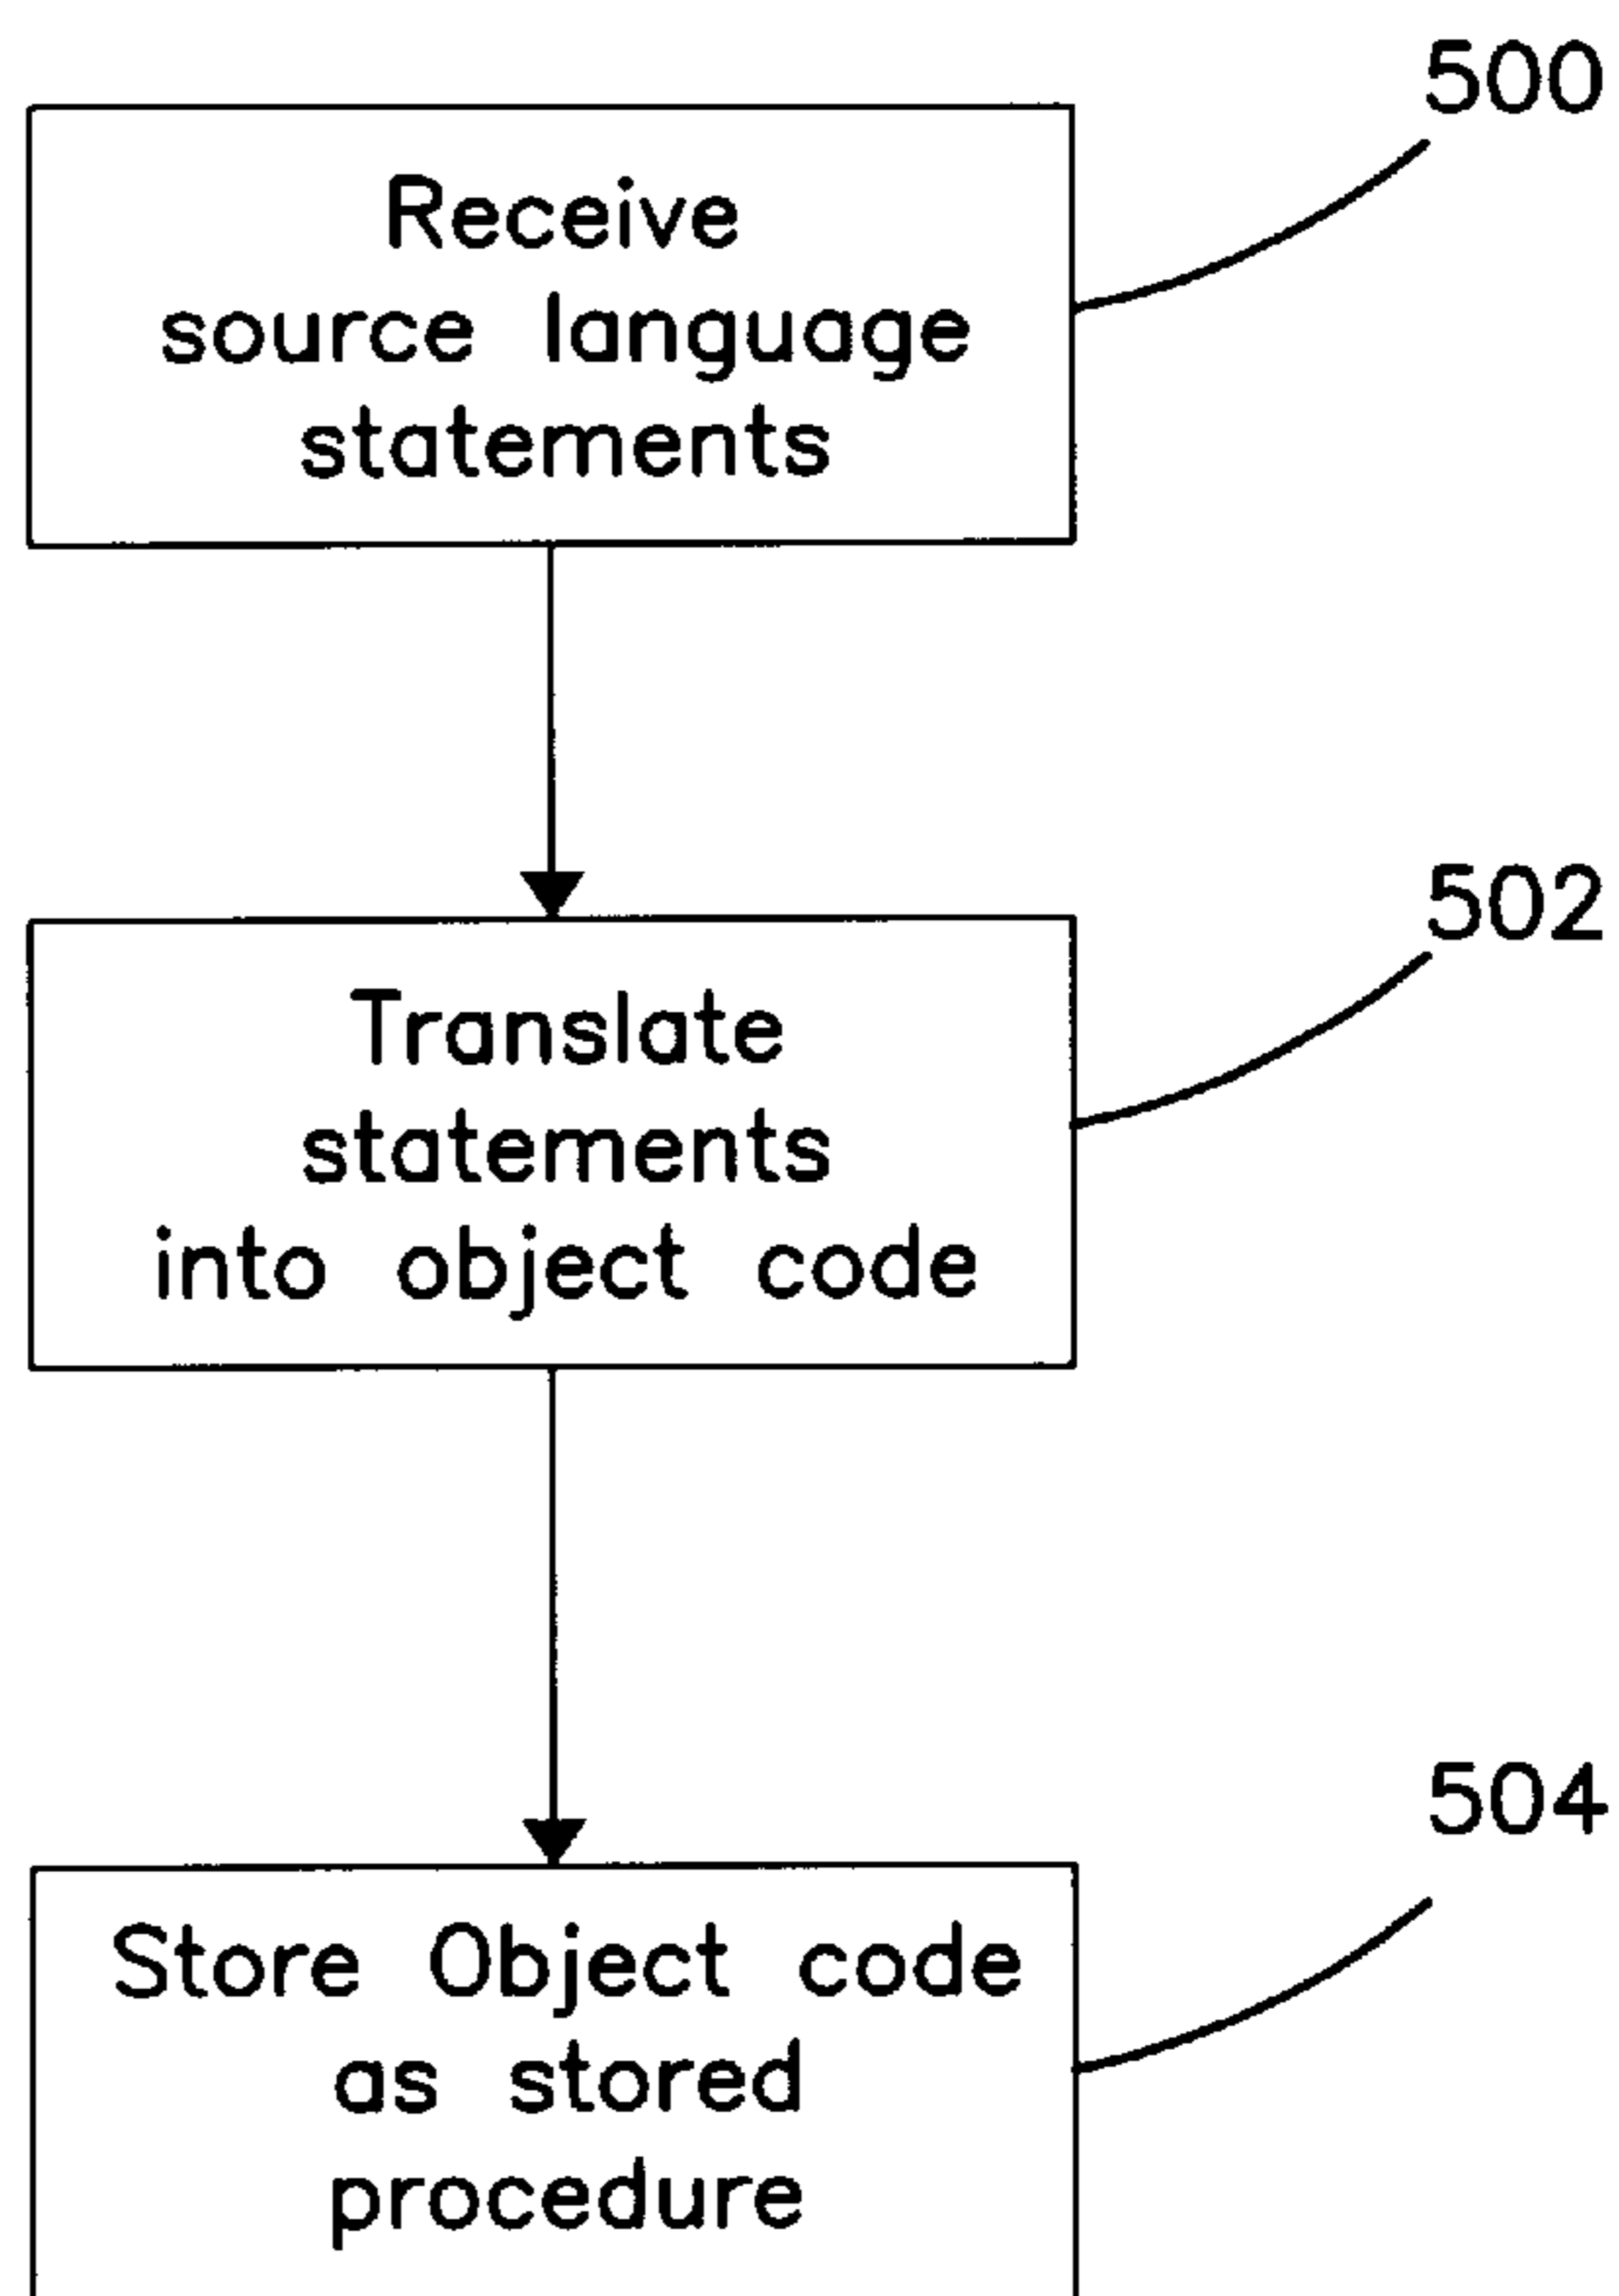 500
Receive
source language
statements
502
Translate
statements
into object code
504
Store Object code
as stored
procedure